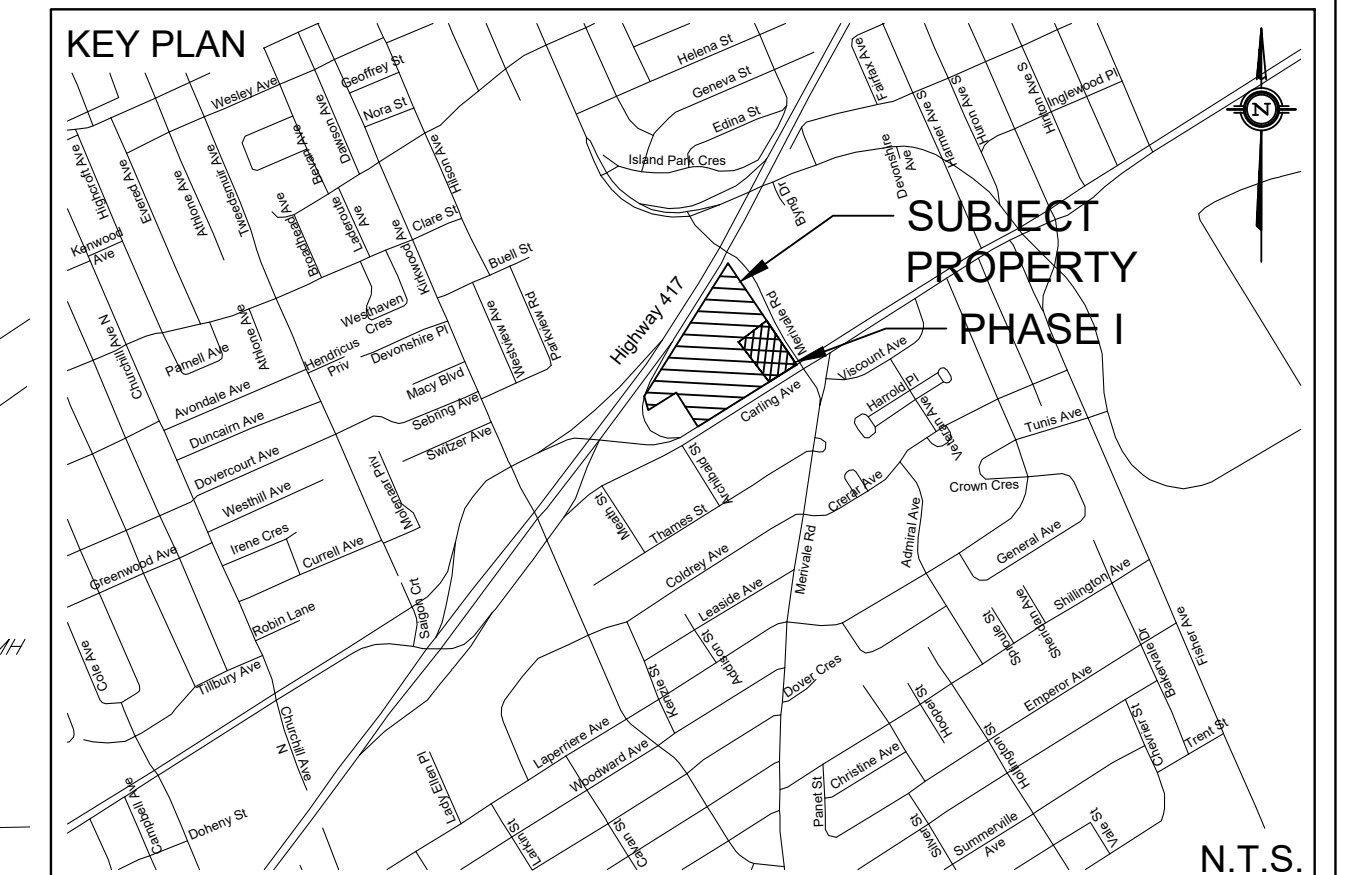 KEY PLAN
Helena St
Geneva St
Edina St
Island Park Cres
Fairfax Ave
Harmer Ave S
Huron Ave S
Hinton Ave S
Inglewood Pl
Devonshire
Ave
Byng Dr
N
Wesley Ave
Geoffrey St
Nora St
Dawson Ave
Bevan Ave
Hilson Ave
Highcroft Ave
Evered Ave
Athlone Ave
Tweedsmuir Ave
Broadhead Ave
Laderoute
Ave
Kirkwood Ave
Clare St
Buell St
Kenwood
Ave
SUBJECT
PROPERTY
PHASE I
Highway 417
Merivale Rd
Viscount Ave
Carling Ave
Harrold Pl
Veteran Ave
Tunis Ave
Churchill Ave N
Parnell Ave
Athlone Ave
Westhaven
Cres
Hendricus
Priv
Devonshire Pl
Westview Ave
Parkview Rd
Macy Blvd
Sebring Ave
Switzer Ave
Avondale Ave
Duncairn Ave
Dovercourt Ave
Westhill Ave
Irene Cres
Currell Ave
Molenaar Priv
Greenwood Ave
Robin Lane
Saigon Crt
Cole Ave
Tillbury Ave
Churchill Ave
N
Archibald St
Archibald St
Meath St
Thames St
Crerar Ave
Crown Cres
Coldrey Ave
Merivale Rd
Admiral Ave
General Ave
Leaside Ave
Addison St
Kenzie St
Dover Cres
Sproule St
Sheridan Ave
Shillington Ave
Fisher Ave
Bakervale Dr
Emperor Ave
Hooper St
Hollington St
Chevrier St
Trent St
Laperriere Ave
Woodward Ave
Christine Ave
Panet St
Lady Ellen Pl
Larkin St
Cavan St
Silver St
Summerville
Ave
Vale St
Campbell Ave
Doheny St
MH
N.T.S.